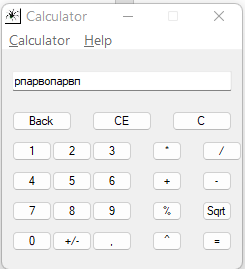 Calculator
Calculator Help
рпарвопарвп
Back CE C
1 2 3 * /
4 5 6 + -
7 8 9 % Sqrt
0 +/- , ^ =